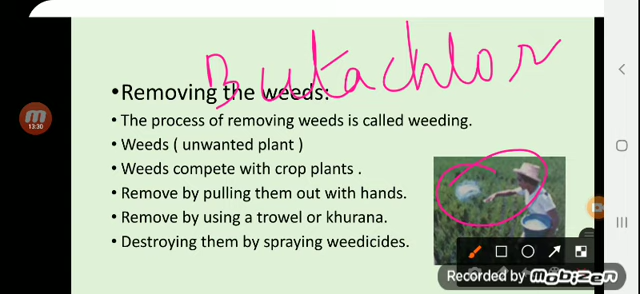 Butachlor
•Removing the weeds:
• The process of removing weeds is called weeding.
• Weeds ( unwanted plant )
• Weeds compete with crop plants .
• Remove by pulling them out with hands.
• Remove by using a trowel or khurana.
• Destroying them by spraying weedicides.
13:30
Recorded by Mobizen